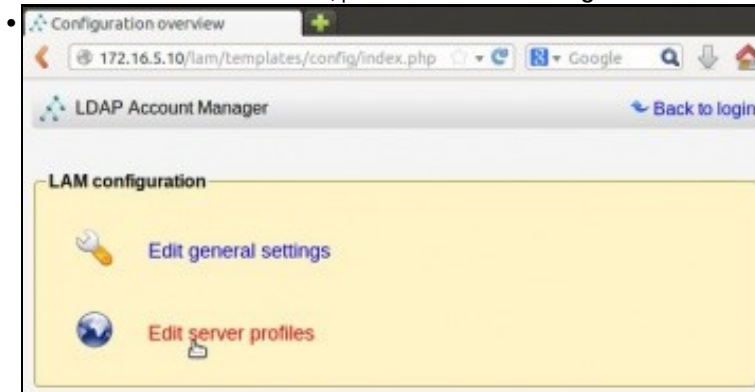 Configuration overview
172.16.5.10/lam/templates/config/index.php
Google
LDAP Account Manager
Back to login
LAM configuration
Edit general settings
Edit server profiles